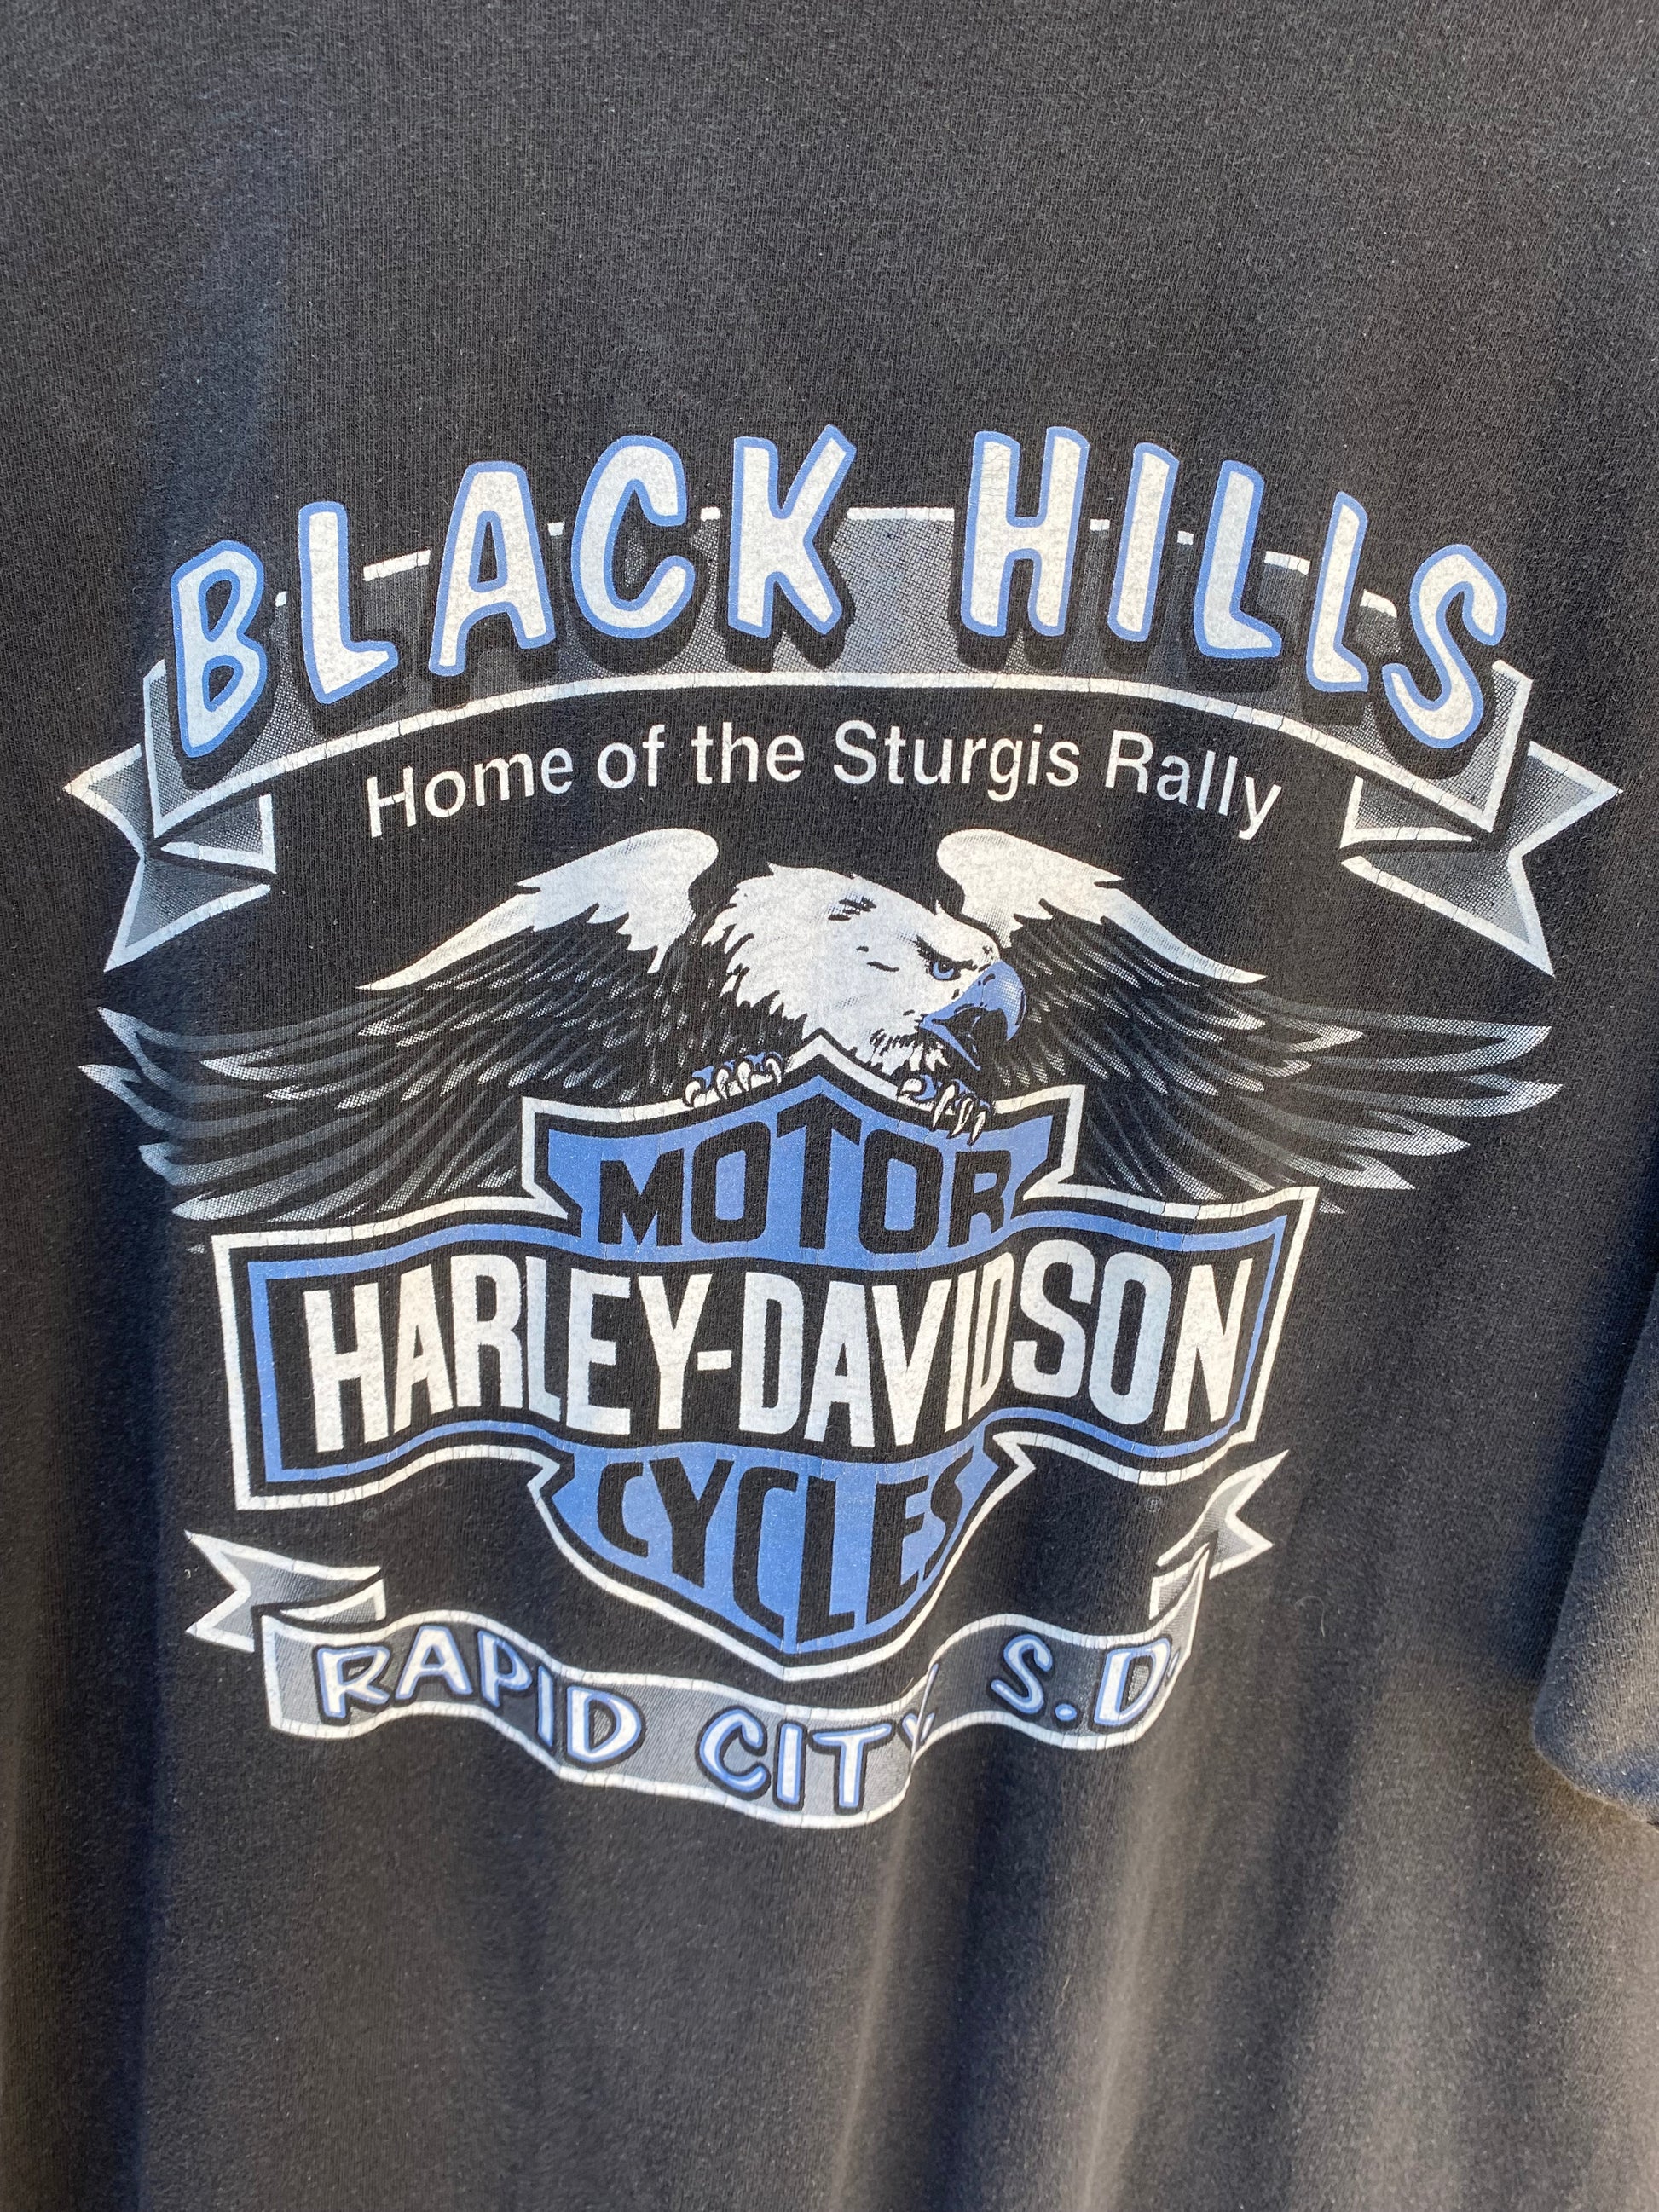 BLACK HILLS
Home of the Sturgis Rally
MOTOR
HARLEY-DAVIDSON
CYCLES
®
RAPID CITY S.D.